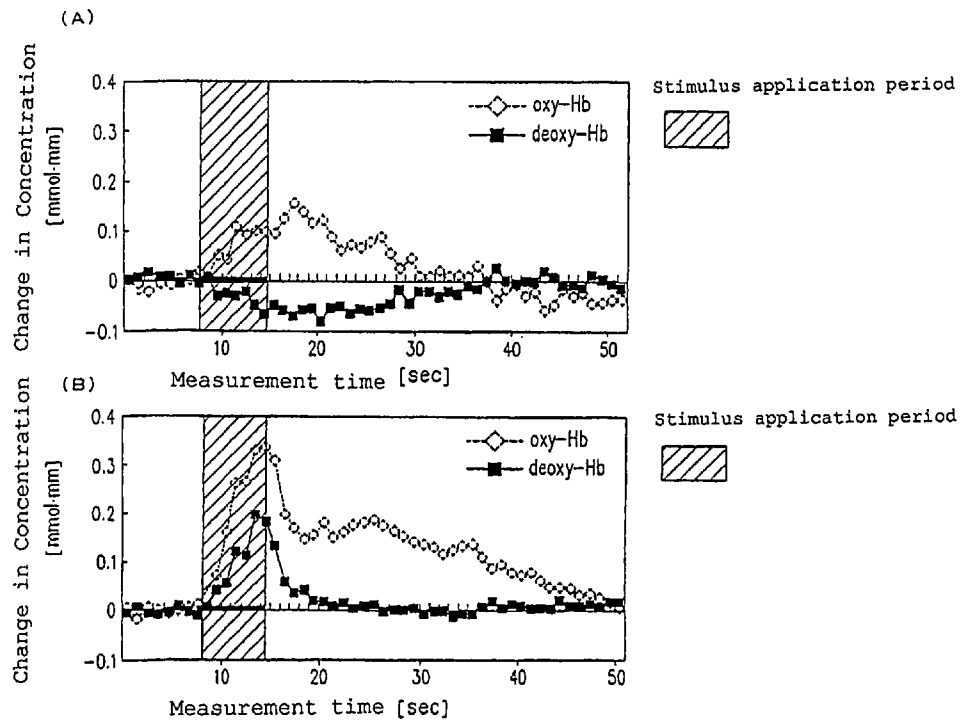 (A)
Change in Concentration
[mmol·mm]
0.4
0.3
0.2
0.1
0
-0.1
oxy-Hb
deoxy-Hb
10
20
30
40
50
Measurement time [sec]
Stimulus application period
(B)
Change in Concentration
[mmol·mm]
0.4
0.3
0.2
0.1
0
-0.1
oxy-Hb
deoxy-Hb
10
20
30
40
50
Measurement time [sec]
Stimulus application period